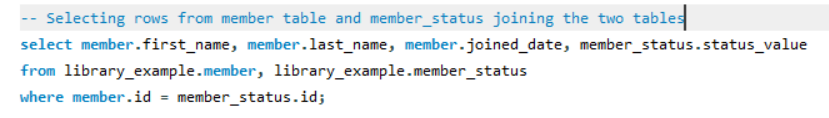 -- Selecting rows from member table and member_status joining the two tables
select member.first_name, member.last_name, member.joined_date, member_status.status_value
from library_example.member, library_example.member_status
where member.id = member_status.id;